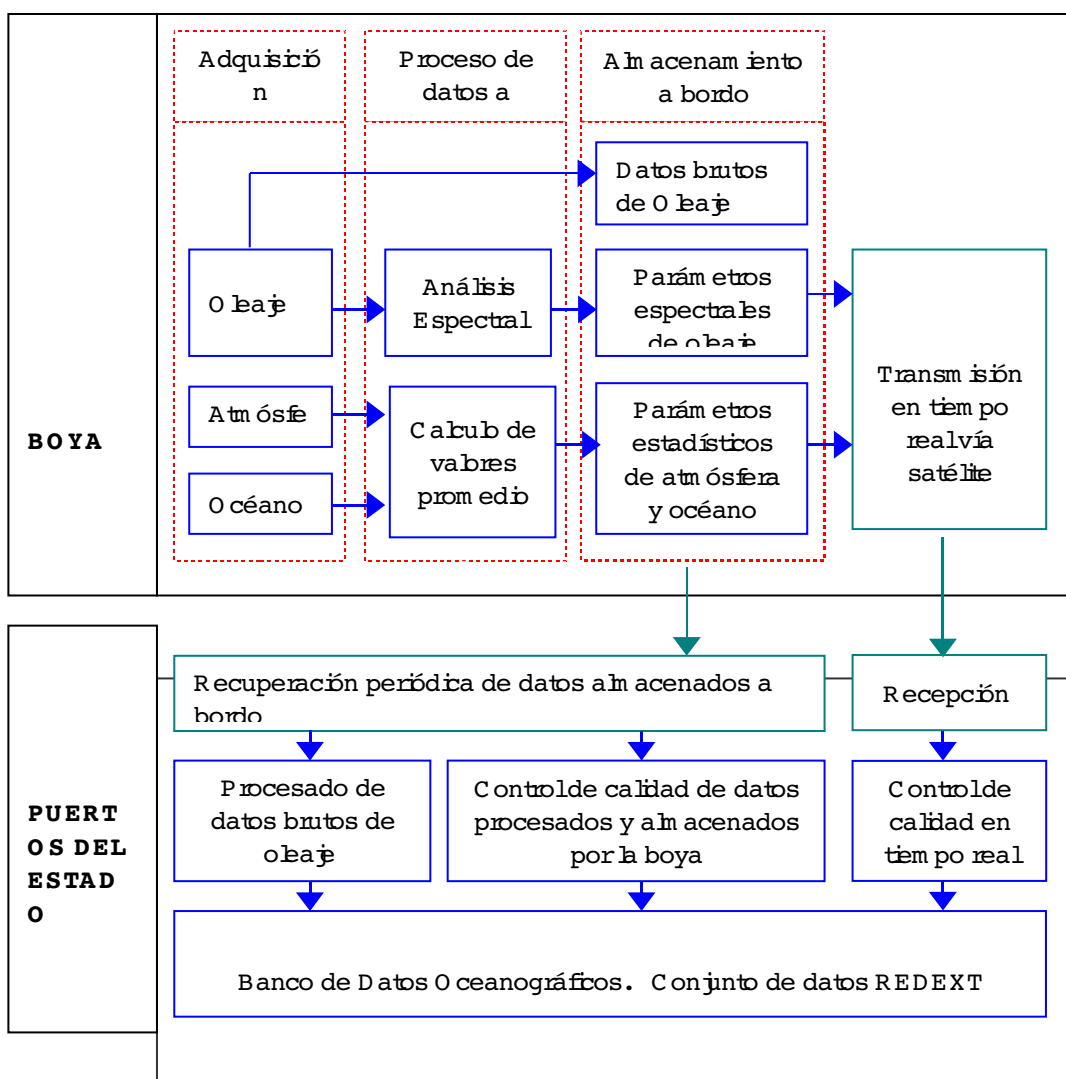 Adquisició
n
Proceso de
datos a
Almacenamiento
a bordo
Datos brutos
de Oleaje
Oleaje
Análisis
Espectral
Parámetros
espectrales
de oleaje
Transmisión
en tiempo
real vía
satélite
BOYA
Atmósfe
Calculo de
valores
promedio
Parámetros
estadísticos
de atmósfera
y océano
Océano
Recuperación periódica de datos almacenados a
bordo
Recepción
PUERT
OS DEL
ESTAD
O
Procesado de
datos brutos de
oleaje
Control de calidad de datos
procesados y almacenados
por la boya
Control de
calidad en
tiempo real
Banco de Datos Oceanográficos. Conjunto de datos REDEXT